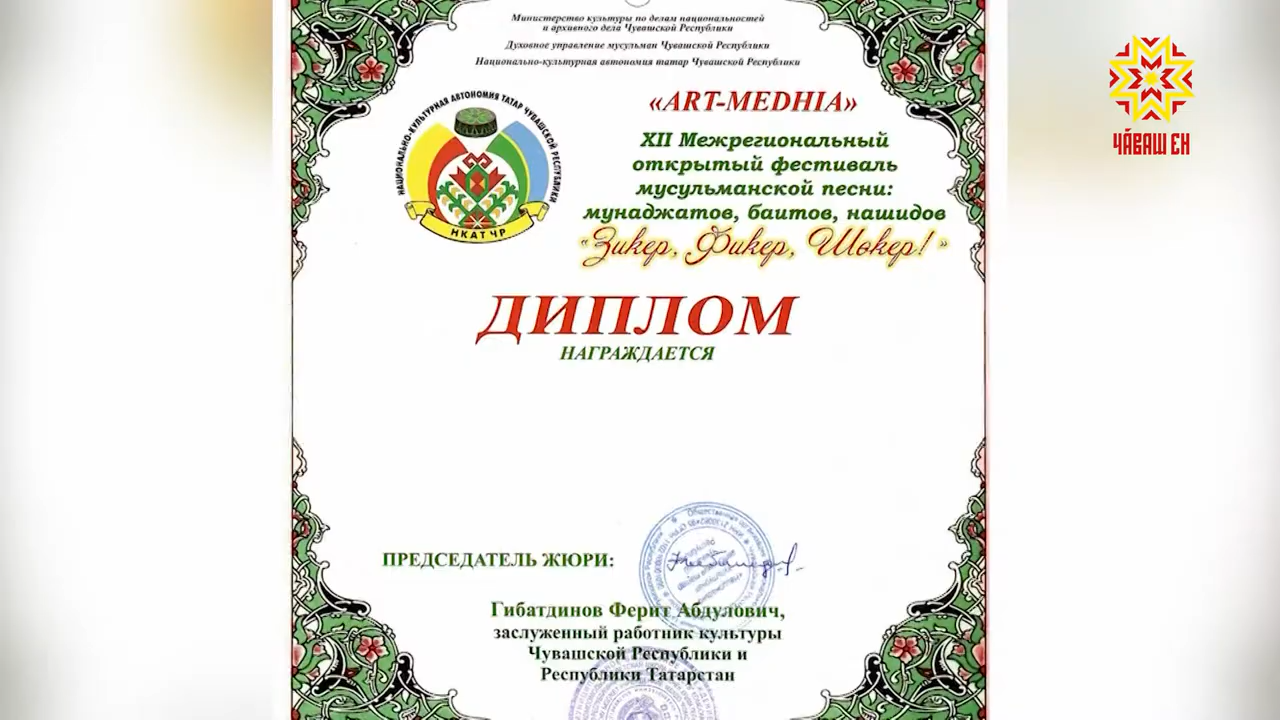 Министерство культуры по делам национальностей
и архивного дела Чувашской Республики
Духовное управление мусульман Чувашской Республики
Национально-культурная автономия татар Чувашской Республики
НАЦИОНАЛЬНО-КУЛЬТУРНАЯ АВТОНОМИЯ ТАТАР ЧУВАШСКОЙ РЕСПУБЛИКИ
НКАТ ЧР
«ART-MEDHIA»
XII Межрегиональный
открытый фестиваль
мусульманской песни:
мунаджатов, баитов, нашидов
«Зикер, Фикер, Шөкер!»
ЧӐВАШ ЕН
ДИПЛОМ
НАГРАЖДАЕТСЯ
ПРЕДСЕДАТЕЛЬ ЖЮРИ:
Гибатдинов Ферит Абдулович,
заслуженный работник культуры
Чувашской Республики и
Республики Татарстан